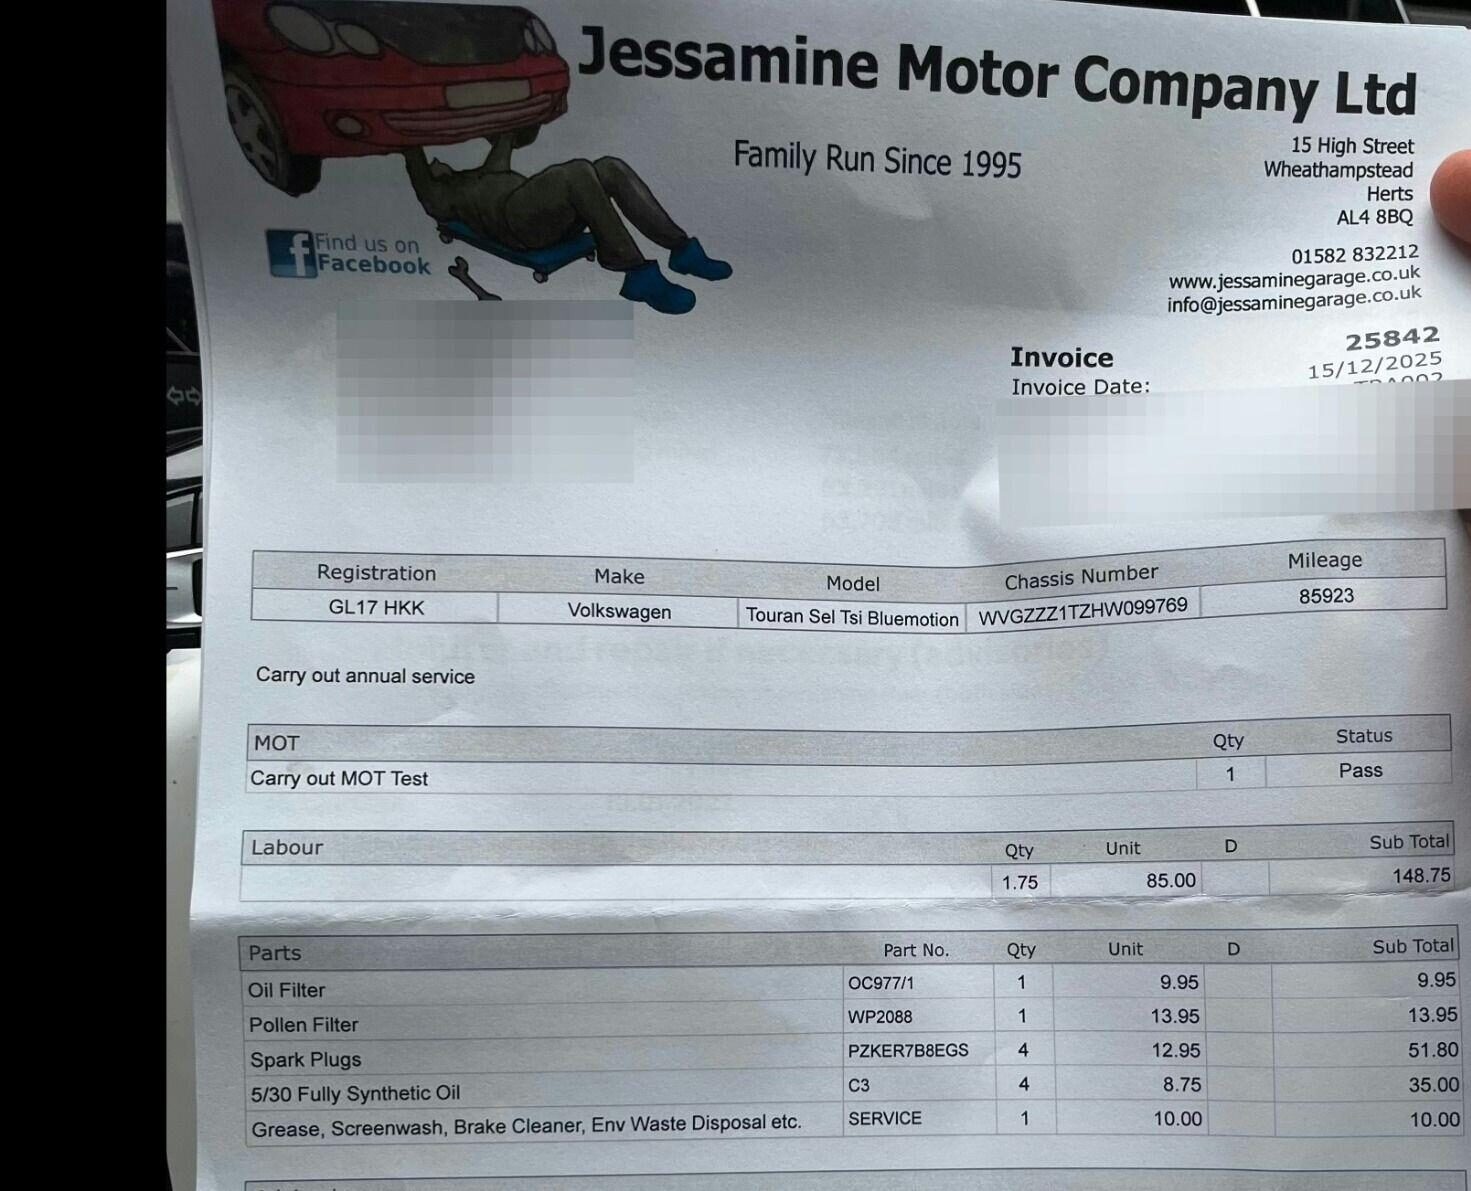 Jessamine Motor Company Ltd
Family Run Since 1995
15 High Street
Wheathampstead
Herts
AL4 8BQ
01582 832212
www.jessaminegarage.co.uk
info@jessaminegarage.co.uk
f Find us on
Facebook
Invoice 25842
Invoice Date: 15/12/2025
Registration Make Model Chassis Number Mileage
GL17 HKK Volkswagen Touran Sel Tsi Bluemotion WVGZZZ1TZHW099769 85923
Carry out annual service
MOT Qty Status
Carry out MOT Test 1 Pass
Labour Qty Unit D Sub Total
1.75 85.00 148.75
Parts Part No. Qty Unit D Sub Total
Oil Filter OC977/1 1 9.95 9.95
Pollen Filter WP2088 1 13.95 13.95
Spark Plugs PZKER7B8EGS 4 12.95 51.80
5/30 Fully Synthetic Oil C3 4 8.75 35.00
Grease, Screenwash, Brake Cleaner, Env Waste Disposal etc. SERVICE 1 10.00 10.00